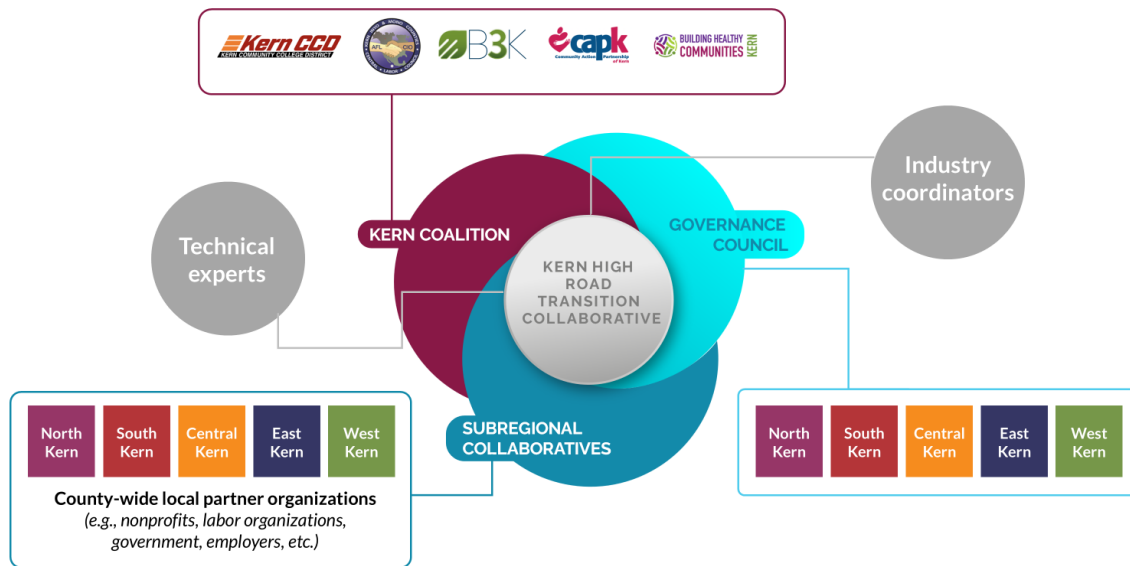 Kern CCD
KERN COMMUNITY COLLEGE DISTRICT
AFL CIO
B3K
capk
Community Action Partnership
of Kern
BUILDING HEALTHY
COMMUNITIES
KERN
Industry
coordinators
KERN COALITION
GOVERNANCE
COUNCIL
Technical
experts
KERN HIGH
ROAD
TRANSITION
COLLABORATIVE
SUBREGIONAL
COLLABORATIVES
North
Kern
South
Kern
Central
Kern
East
Kern
West
Kern
County-wide local partner organizations
(e.g., nonprofits, labor organizations,
government, employers, etc.)
North
Kern
South
Kern
Central
Kern
East
Kern
West
Kern